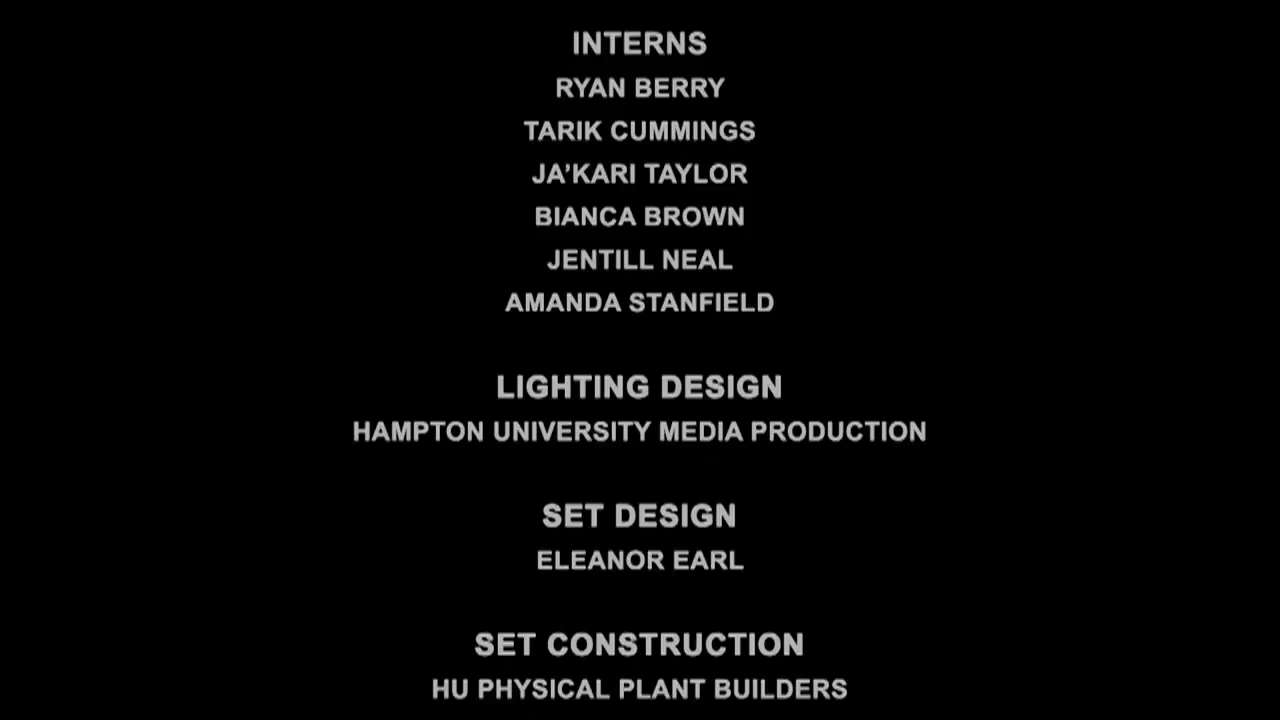 INTERNS
RYAN BERRY
TARIK CUMMINGS
JA’KARI TAYLOR
BIANCA BROWN
JENTILL NEAL
AMANDA STANFIELD
LIGHTING DESIGN
HAMPTON UNIVERSITY MEDIA PRODUCTION
SET DESIGN
ELEANOR EARL
SET CONSTRUCTION
HU PHYSICAL PLANT BUILDERS